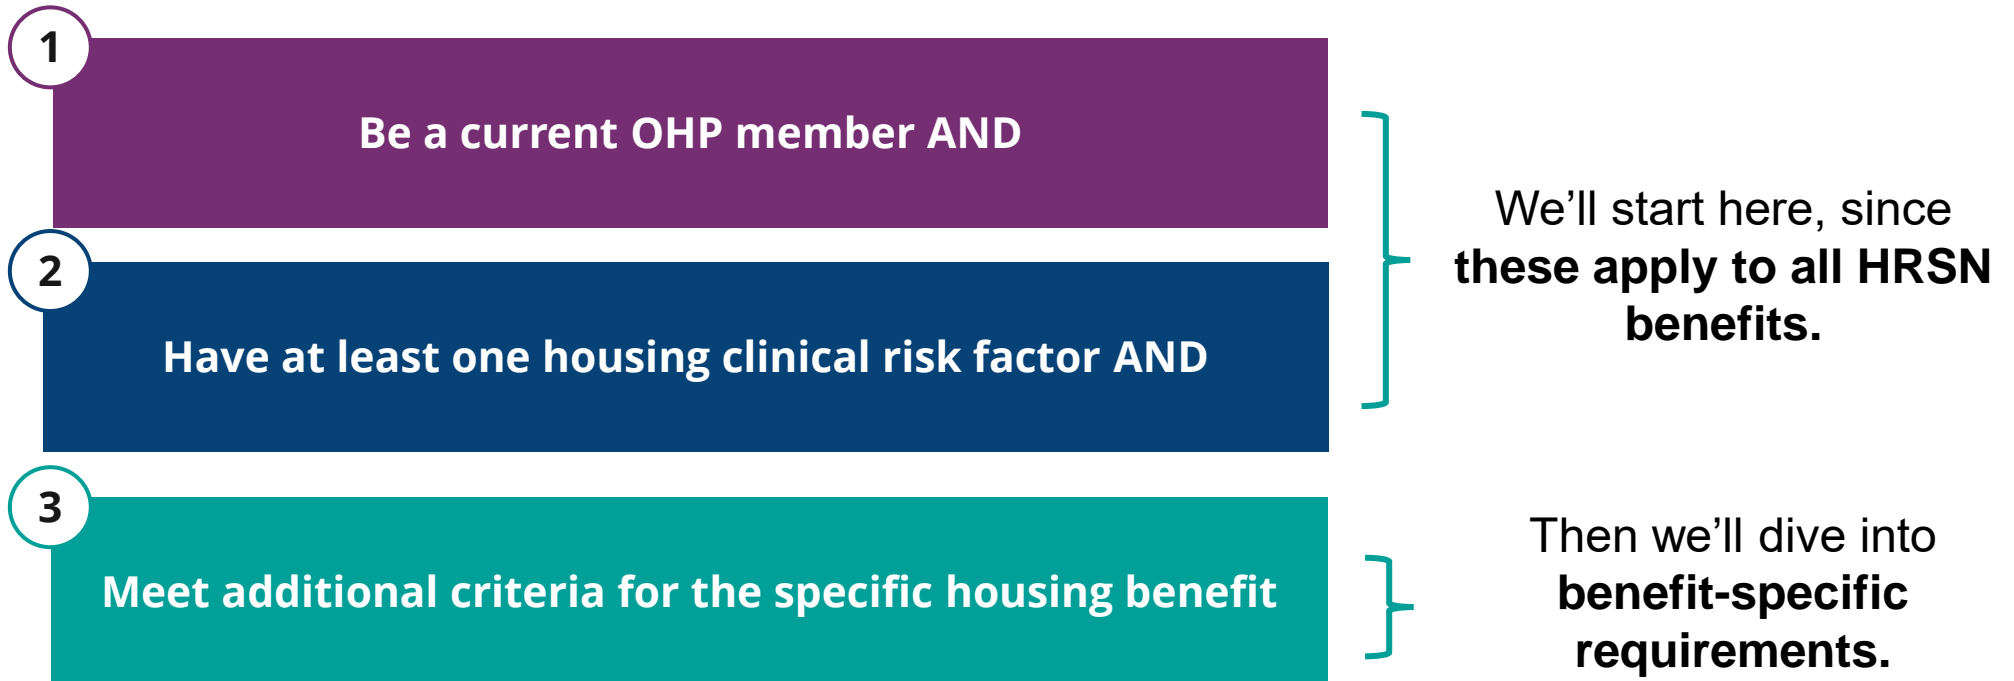 1
Be a current OHP member AND
2
Have at least one housing clinical risk factor AND
We’ll start here, since
these apply to all HRSN
benefits.
3
Meet additional criteria for the specific housing benefit
Then we’ll dive into
benefit-specific
requirements.